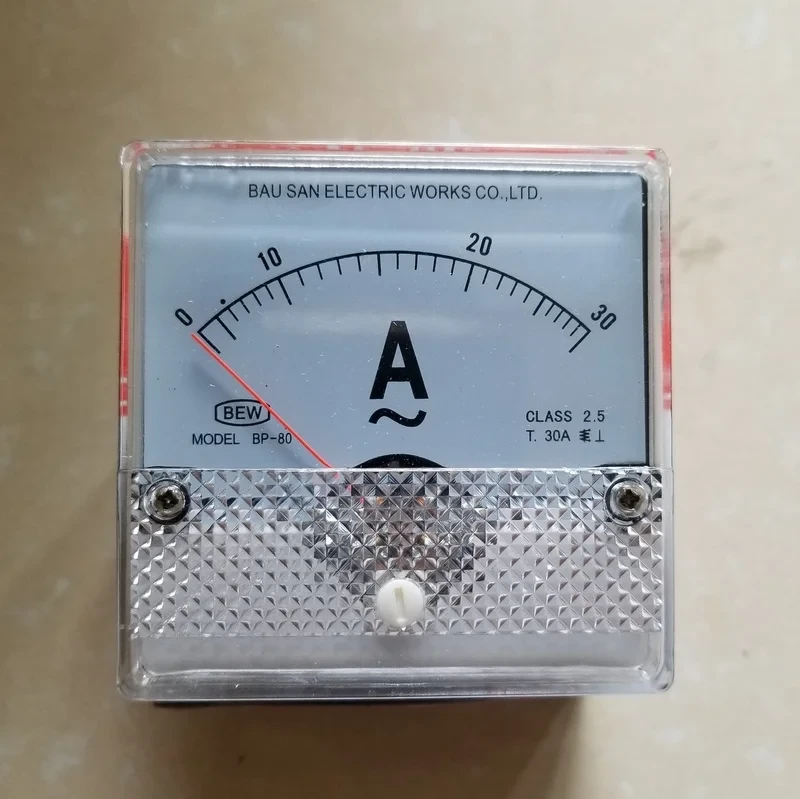 BAU SAN ELECTRIC WORKS CO.,LTD.
0 10 20 30
A
~
BEW
MODEL BP-80
CLASS 2.5
T. 30A